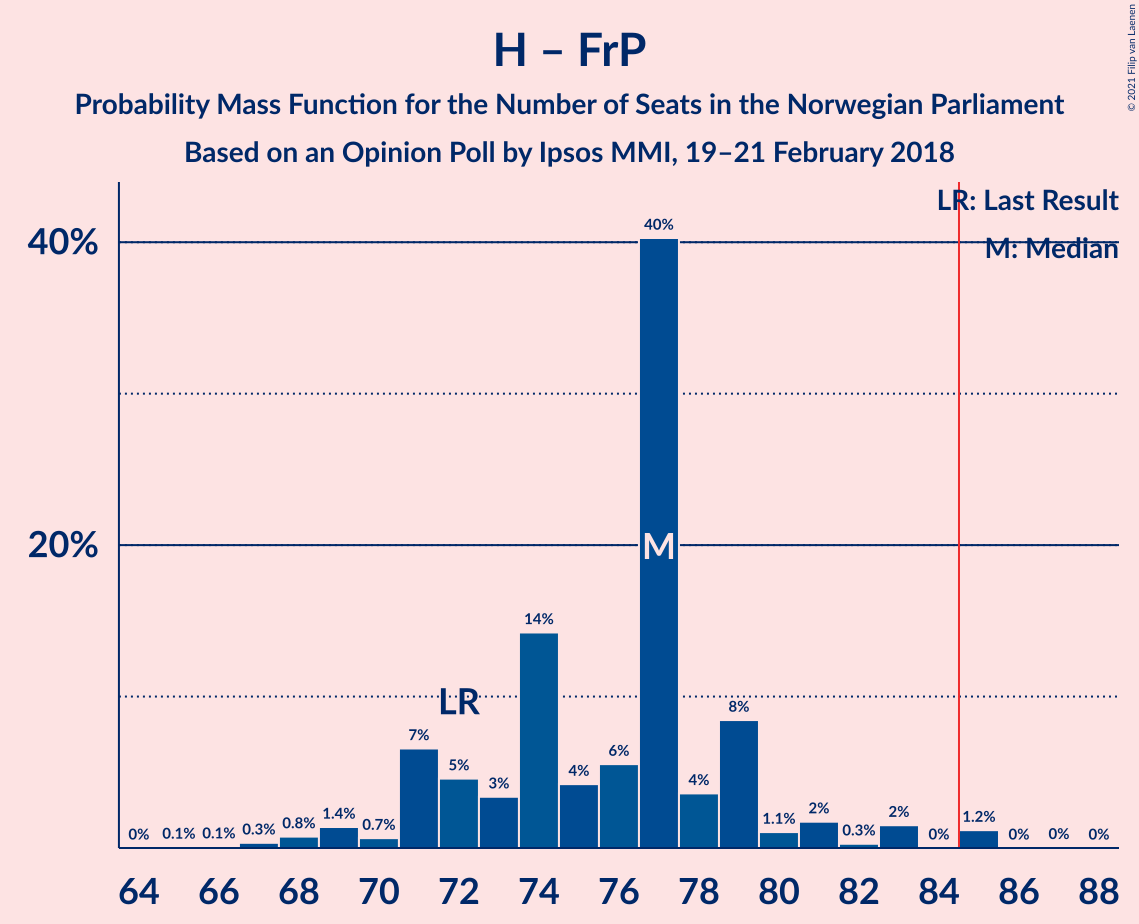 H – FrP
Probability Mass Function for the Number of Seats in the Norwegian Parliament
Based on an Opinion Poll by Ipsos MMI, 19–21 February 2018
© 2021 Filip van Laenen
LR: Last Result
M: Median
40%
20%
0% 0.1% 0.1% 0.3% 0.8% 1.4% 0.7% 7% 5% 3% 14% 4% 6% 40% 4% 8% 1.1% 2% 0.3% 2% 0% 1.2% 0% 0% 0%
LR
M
64 66 68 70 72 74 76 78 80 82 84 86 88